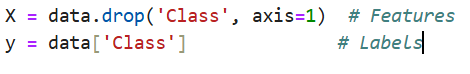 X = data.drop('Class', axis=1)  # Features
y = data['Class']              # Labels